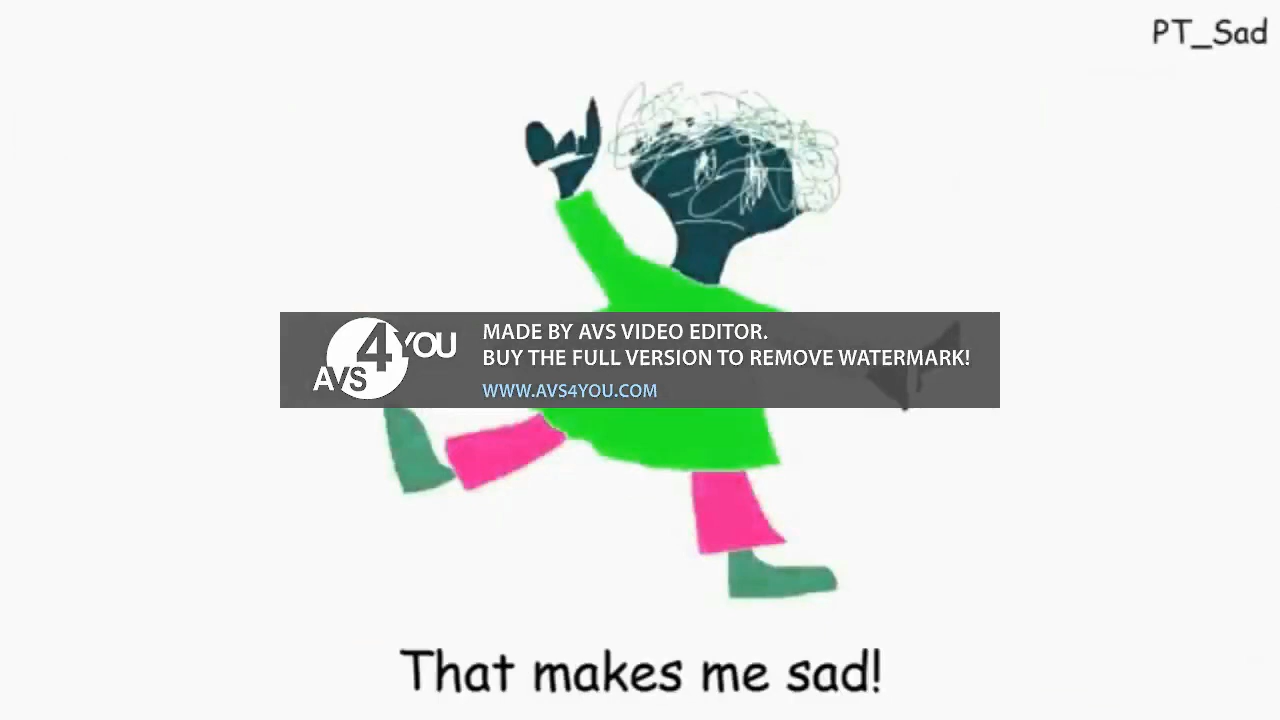 PT_Sad
AVS4YOU
MADE BY AVS VIDEO EDITOR.
BUY THE FULL VERSION TO REMOVE WATERMARK!
WWW.AVS4YOU.COM
That makes me sad!